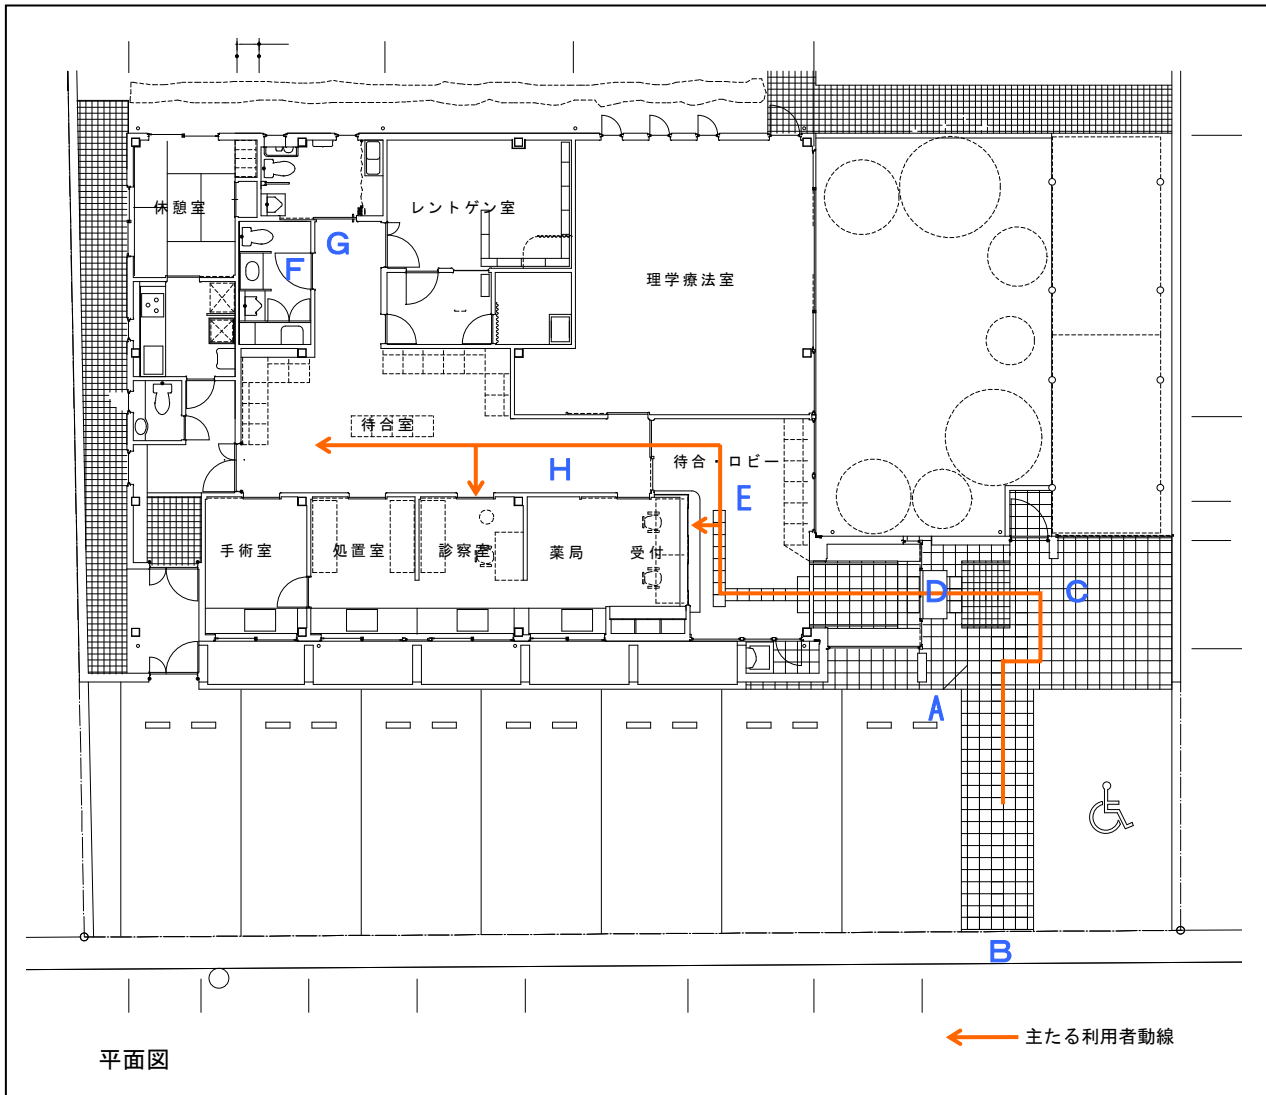 休憩室
レントゲン室
G
F
理学療法室
待合室
待合・ロビー
H
E
手術室
処置室
診察室
薬局
受付
D
C
A
B
主たる利用者動線
平面図